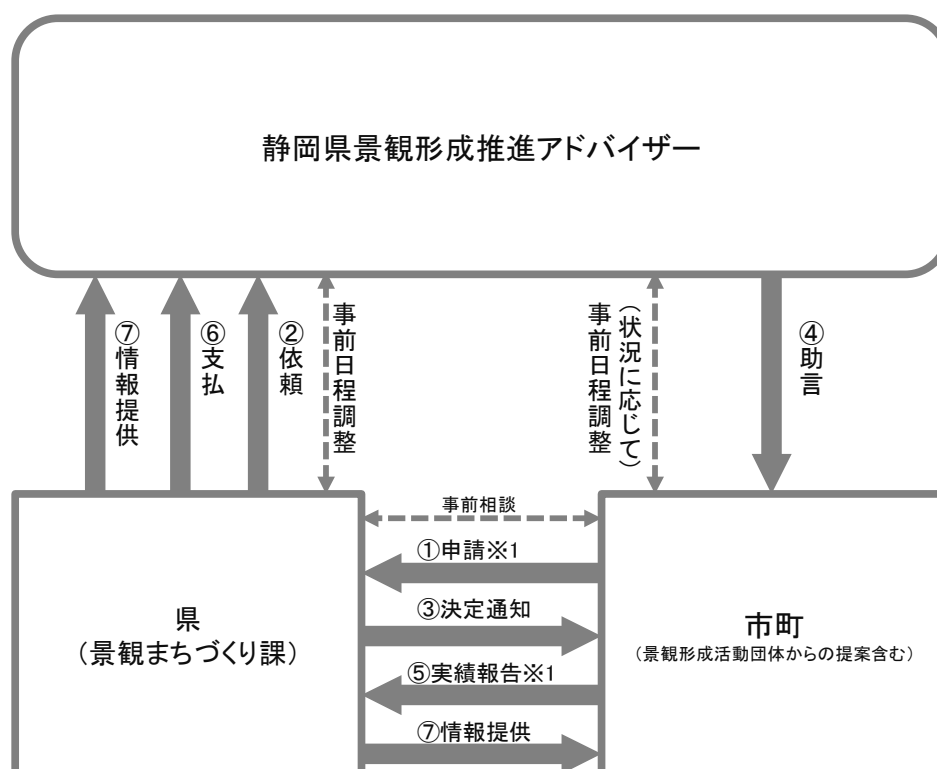 静岡県景観形成推進アドバイザー
⑦情報提供
⑥支払
②依頼
事前日程調整
(状況に応じて)
事前日程調整
④助言
事前相談
①申請※1
③決定通知
⑤実績報告※1
⑦情報提供
県
(景観まちづくり課)
市町
(景観形成活動団体からの提案含む)